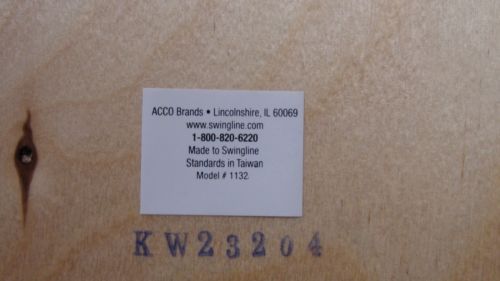 ACCO Brands • Lincolnshire, IL 60069
www.swingline.com
1-800-820-6220
Made to Swingline
Standards in Taiwan
Model # 1132
KW23204